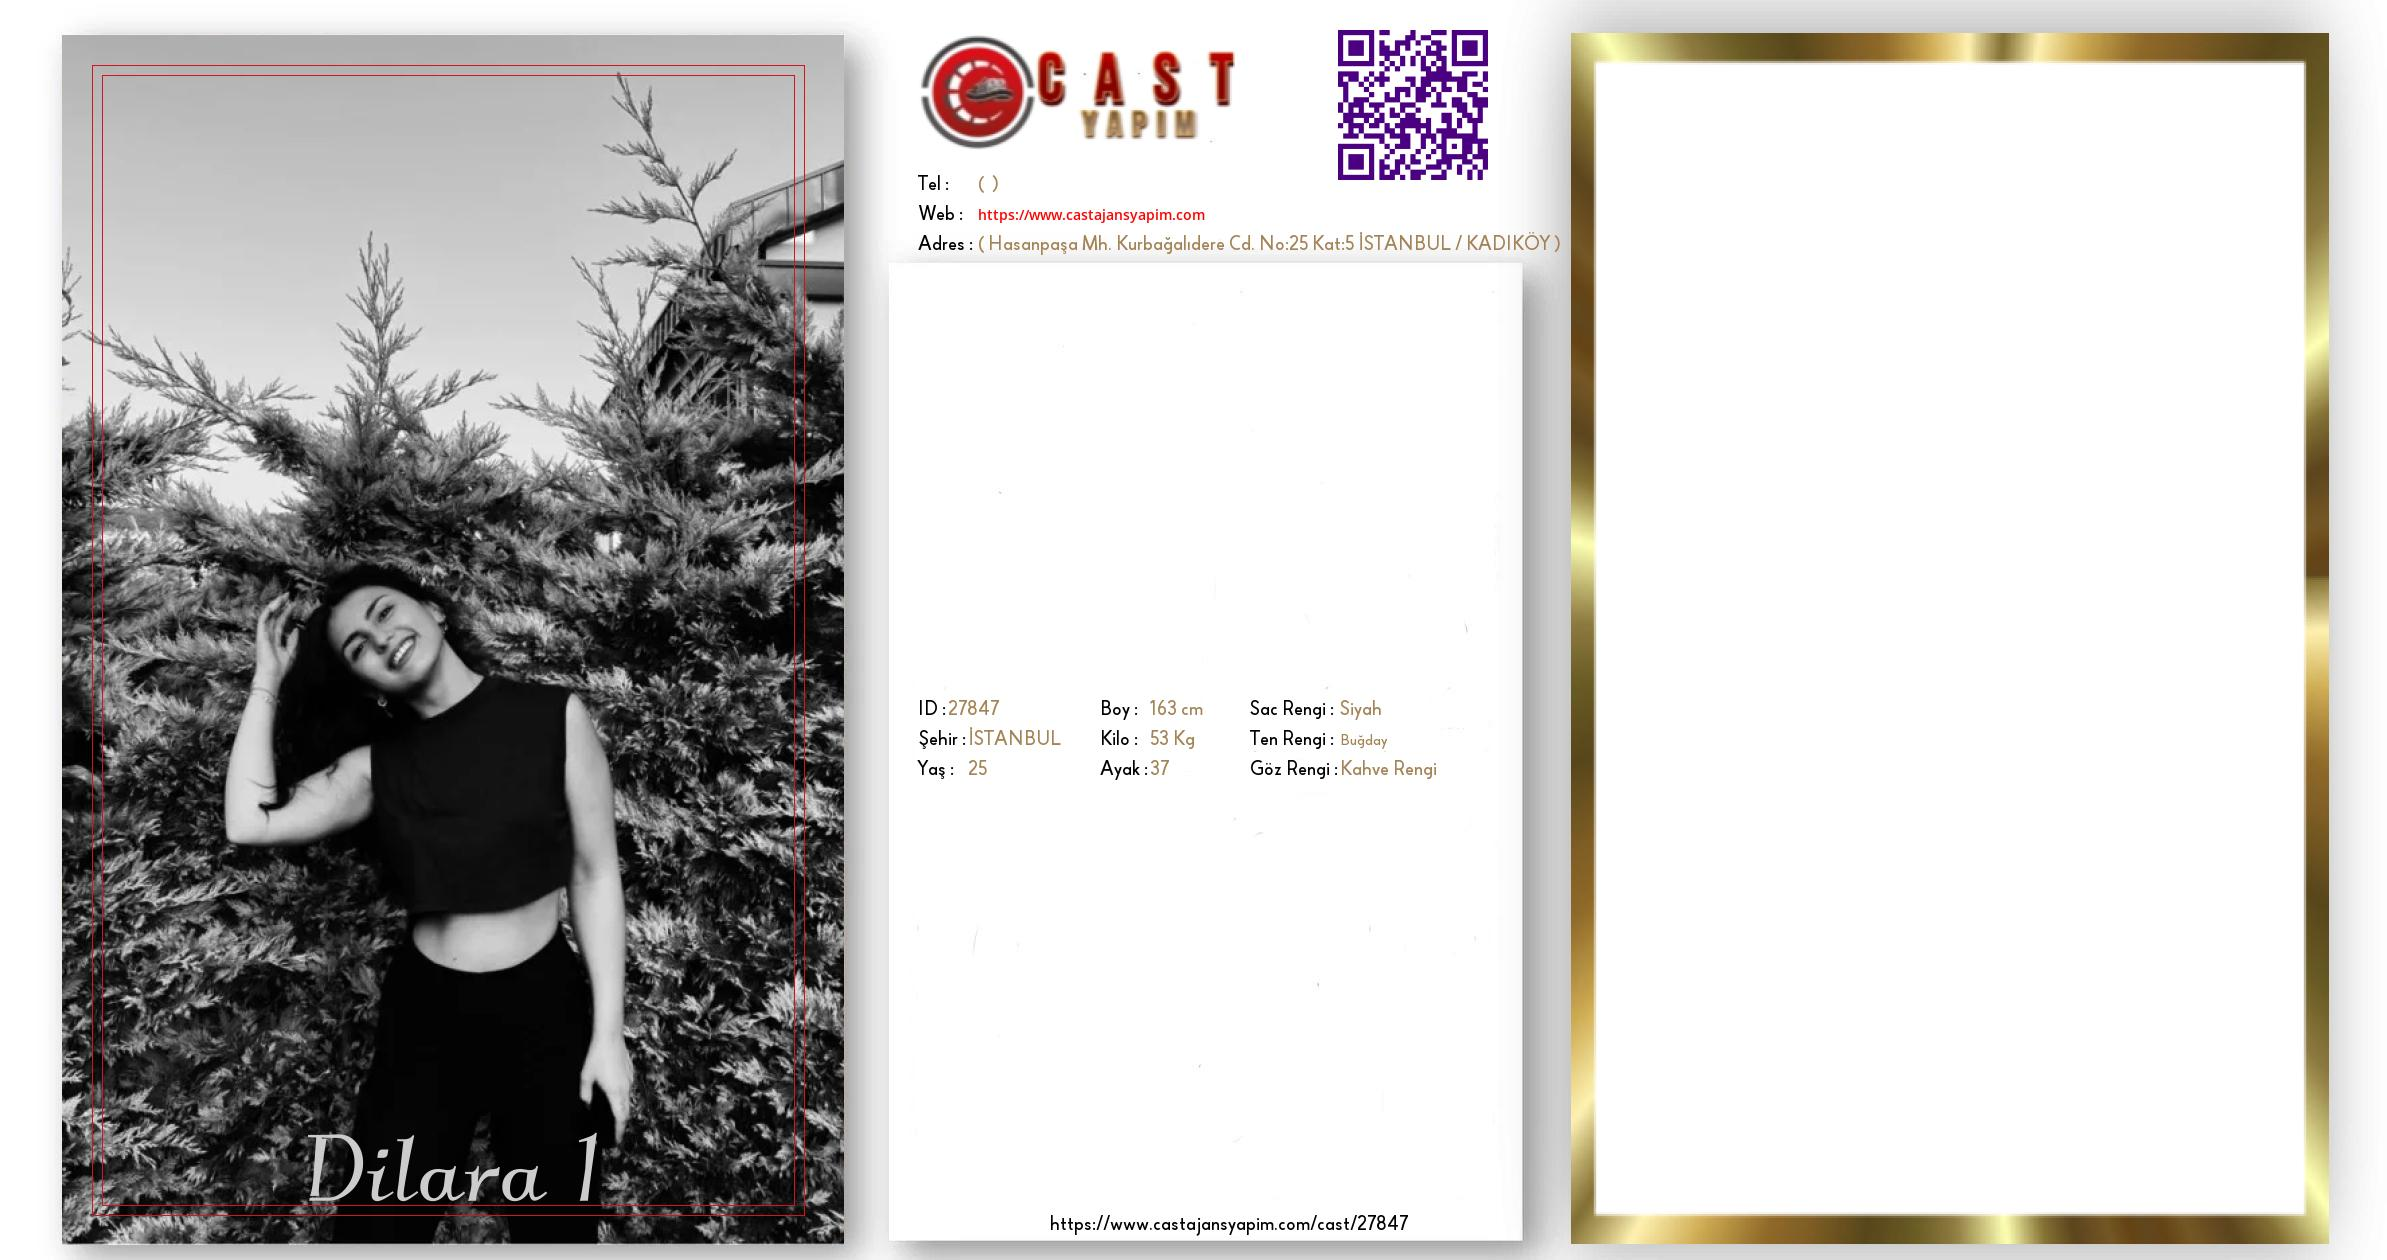 Dilara 1
CAST
YAPIM
Tel : ( )
Web : https://www.castajansyapim.com
Adres : ( Hasanpaşa Mh. Kurbağalıdere Cd. No:25 Kat:5 İSTANBUL / KADIKÖY )
ID : 27847 Boy : 163 cm Sac Rengi : Siyah
Şehir : İSTANBUL Kilo : 53 Kg Ten Rengi : Buğday
Yaş : 25 Ayak : 37 Göz Rengi : Kahve Rengi
https://www.castajansyapim.com/cast/27847